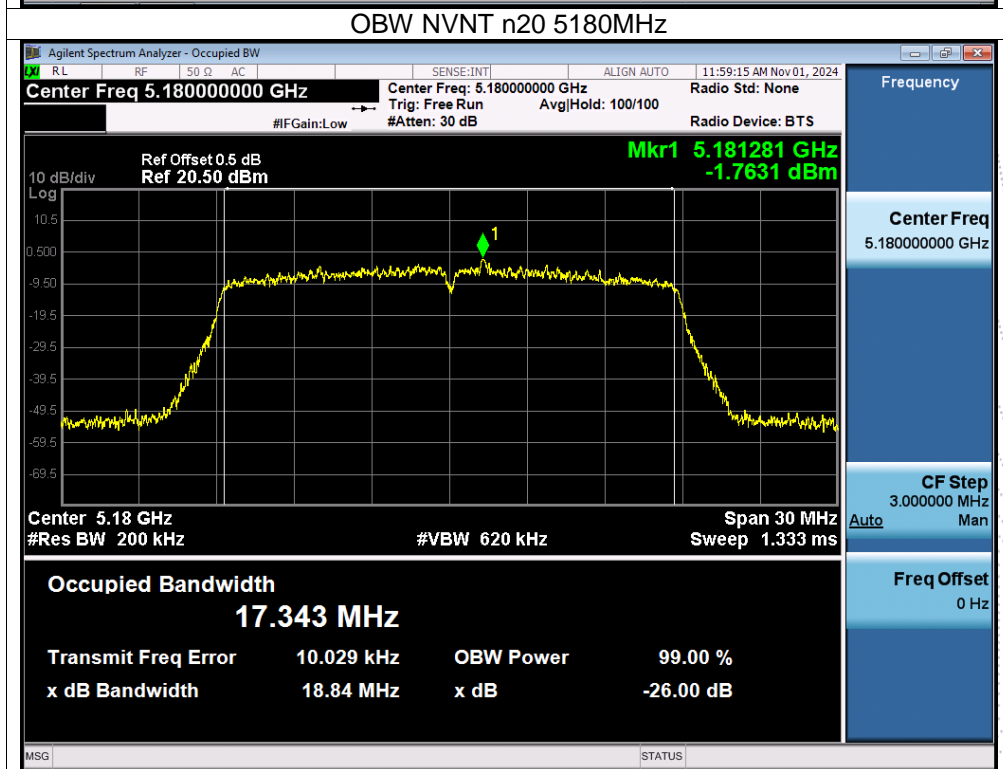 OBW NVNT n20 5180MHz
Agilent Spectrum Analyzer - Occupied BW
LXI RL RF 50 Ω AC SENSE:INT ALIGN AUTO 11:59:15 AM Nov 01, 2024
Center Freq 5.180000000 GHz
Center Freq: 5.180000000 GHz
Radio Std: None
Trig: Free Run Avg|Hold: 100/100
#IFGain:Low
#Atten: 30 dB
Radio Device: BTS
Frequency
Mkr1 5.181281 GHz
-1.7631 dBm
Ref Offset 0.5 dB
10 dB/div Ref 20.50 dBm
Log
10.5
0.500
-9.50
-19.5
-29.5
-39.5
-49.5
-59.5
-69.5
1
Center 5.18 GHz Span 30 MHz
#Res BW 200 kHz #VBW 620 kHz Sweep 1.333 ms
Center Freq
5.180000000 GHz
CF Step
3.000000 MHz
Auto Man
Freq Offset
0 Hz
Occupied Bandwidth
17.343 MHz
Transmit Freq Error 10.029 kHz OBW Power 99.00 %
x dB Bandwidth 18.84 MHz x dB -26.00 dB
MSG STATUS